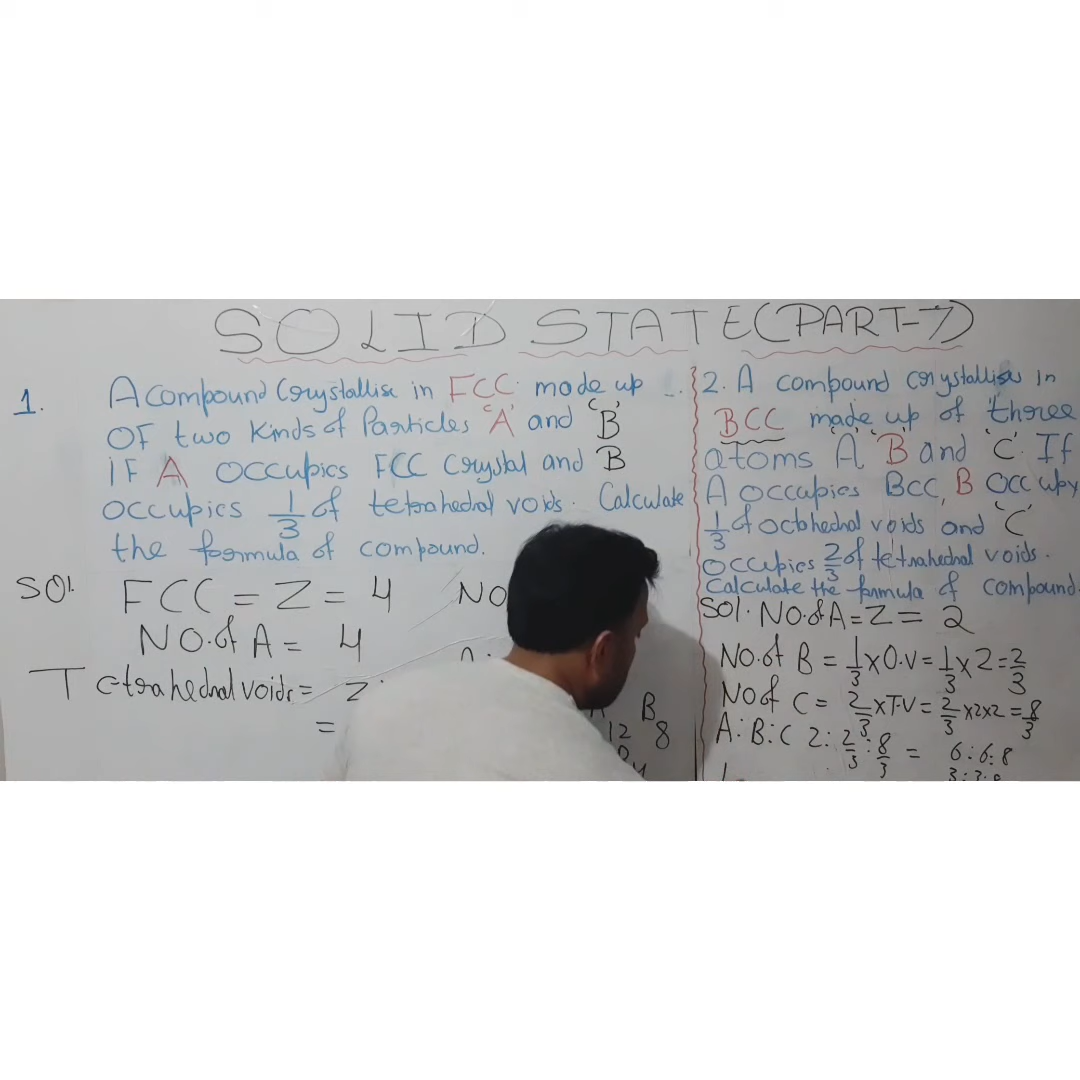 SOLID STATE (PART-7)
1. A compound Crystallise in FCC made up
OF two Kinds of Particles 'A' and 'B'
IF A occupies FCC Crystal and B
occupies 1/3 of tetrahedral voids. Calculate
the formula of compound.
Sol. FCC = Z = 4
NO. of A = 4
Tetrahedral voids = 2
=
NO
A :
B
12 8
2. A compound crystallise in
BCC made up of three
atoms 'A' 'B' and 'C'. If
A occupies BCC, B occupy
1/3 of octohedral voids and 'C'
occupies 2/3 of tetrahedral voids.
Calculate the formula of compound.
Sol. NO. of A = Z = 2
NO. of B = 1/3 x O.V = 1/3 x 2 = 2/3
NO of C = 2/3 x T.V = 2/3 x 2 x 2 = 8/3
A : B : C 2 : 2/3 : 8/3 = 6 : 6 : 8